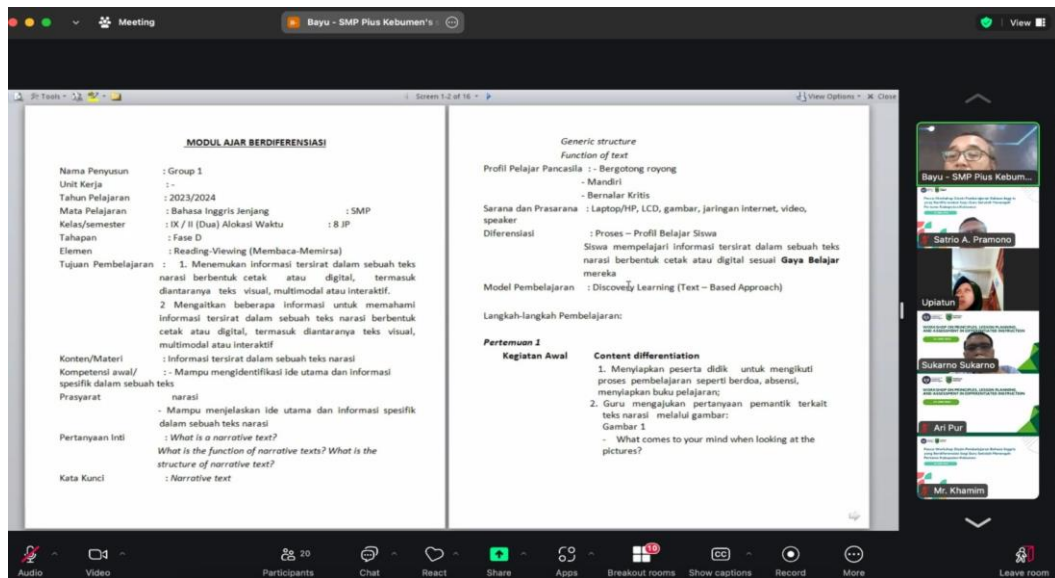 Meeting
Bayu - SMP Pius Kebumen's
View
Tools
Screen 1-2 of 16
View Options
Close
MODUL AJAR BERDIFERENSIASI
Nama Penyusun : Group 1
Unit Kerja : -
Tahun Pelajaran : 2023/2024
Mata Pelajaran : Bahasa Inggris Jenjang : SMP
Kelas/semester : IX / II (Dua) Alokasi Waktu : 8 JP
Tahapan : Fase D
Elemen : Reading-Viewing (Membaca-Memirsa)
Tujuan Pembelajaran : 1. Menemukan informasi tersirat dalam sebuah teks
narasi berbentuk cetak atau digital, termasuk
diantaranya teks visual, multimodal atau interaktif.
2 Mengaitkan beberapa informasi untuk memahami
informasi tersirat dalam sebuah teks narasi berbentuk
cetak atau digital, termasuk diantaranya teks visual,
multimodal atau interaktif
Konten/Materi : Informasi tersirat dalam sebuah teks narasi
Kompetensi awal/ : - Mampu mengidentifikasi ide utama dan informasi
spesifik dalam sebuah teks
Prasyarat narasi
- Mampu menjelaskan ide utama dan informasi spesifik
dalam sebuah teks narasi
Pertanyaan Inti : What is a narrative text?
What is the function of narrative texts? What is the
structure of narrative text?
Kata Kunci : Narrative text
Generic structure
Function of text
Profil Pelajar Pancasila : - Bergotong royong
- Mandiri
- Bernalar Kritis
Sarana dan Prasarana : Laptop/HP, LCD, gambar, jaringan internet, video,
speaker
Diferensiasi : Proses – Profil Belajar Siswa
Siswa mempelajari informasi tersirat dalam sebuah teks
narasi berbentuk cetak atau digital sesuai Gaya Belajar
mereka
Model Pembelajaran : Discovery Learning (Text – Based Approach)
Langkah-langkah Pembelajaran:
Pertemuan 1
Kegiatan Awal Content differentiation
1. Menyiapkan peserta didik untuk mengikuti
proses pembelajaran seperti berdoa, absensi,
menyiapkan buku pelajaran;
2. Guru mengajukan pertanyaan pemantik terkait
teks narasi melalui gambar:
Gambar 1
- What comes to your mind when looking at the
pictures?
Bayu - SMP Pius Kebum...
Satrio A. Pramono
Upiatun
Sukarno Sukarno
Ari Pur
Mr. Khamim
Audio
Video
20
Participants
Chat
React
Share
Apps
10
Breakout rooms
CC
Show captions
Record
More
Leave room